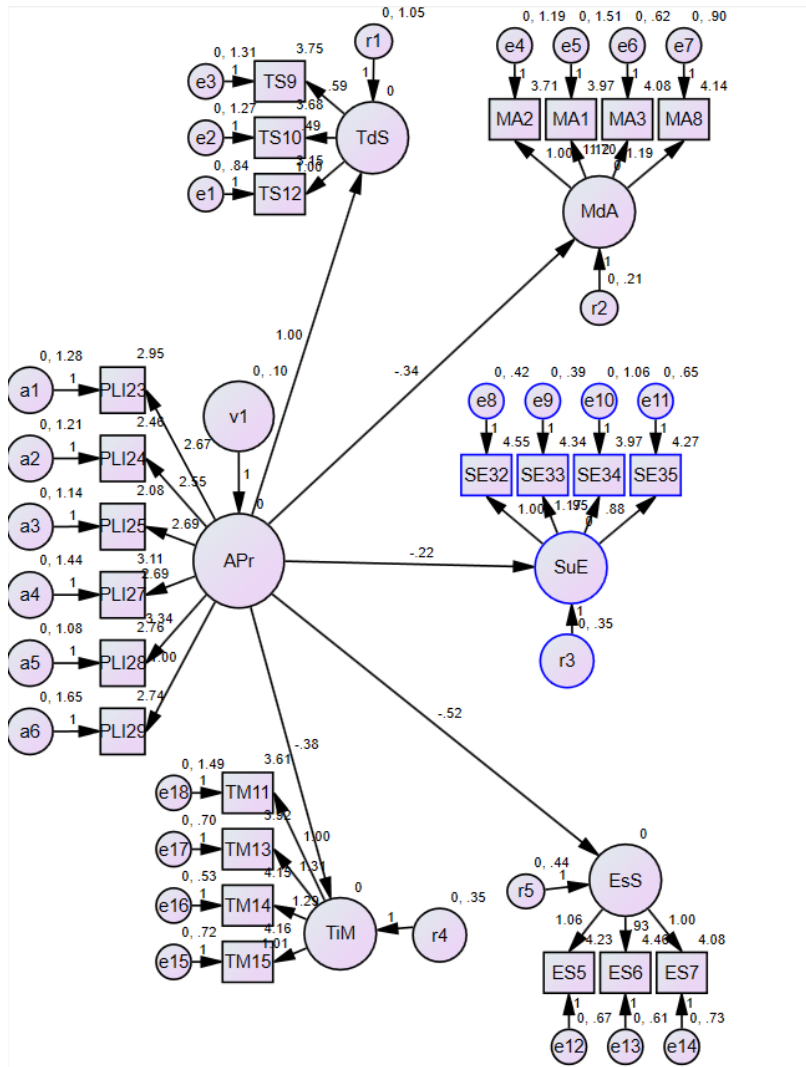 0, 1.05
r1
1
0
0, 1.31
e3
1
3.75
TS9
.59
0, 1.27
e2
1
3.68
TS10
.49
TdS
0, .84
e1
1
3.15
TS12
1.00
0, 1.19
e4
1
0, 1.51
e5
1
0, .62
e6
1
0, .90
e7
1
3.71
MA2
3.97
MA1
4.08
MA3
4.14
MA8
1.00
1.19
0
MdA
1
0, .21
r2
1.00
-.34
0, 1.28
a1
1
2.95
PLI23
2.67
0, 1.21
a2
1
2.46
PLI24
2.55
0, 1.14
a3
1
2.08
PLI25
2.69
0, 1.44
a4
1
3.11
PLI27
2.69
0, 1.08
a5
1
2.76
PLI28
3.34
0, 1.65
a6
1
2.74
PLI29
1.00
0, .10
v1
1
0
APr
0, .42
e8
1
0, .39
e9
1
0, 1.06
e10
1
0, .65
e11
1
4.55
SE32
4.34
SE33
3.97
SE34
4.27
SE35
1.00
.88
0
SuE
1
0, .35
r3
-.22
-.52
-.38
0, 1.49
e18
1
3.61
TM11
1.00
0, .70
e17
1
3.92
TM13
1.31
0, .53
e16
1
4.15
TM14
1.29
0, .72
e15
1
4.16
TM15
1.01
0
TiM
1
0, .35
r4
0
EsS
0, .44
r5
1
1.06
.93
1.00
4.23
ES5
4.46
ES6
4.08
ES7
1
0, .67
e12
1
0, .61
e13
1
0, .73
e14